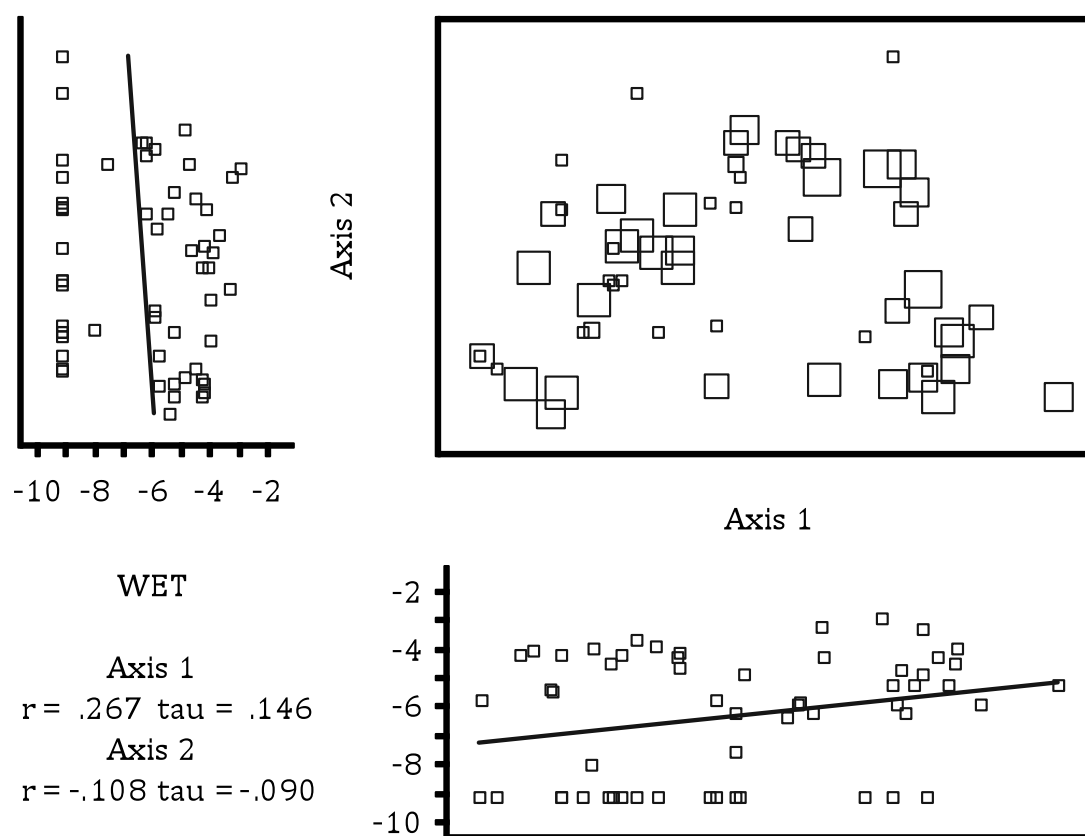 Axis 2
-10 -8 -6 -4 -2
Axis 1
WET
Axis 1
r = .267 tau = .146
Axis 2
r = -.108 tau = -.090
-2
-4
-6
-8
-10